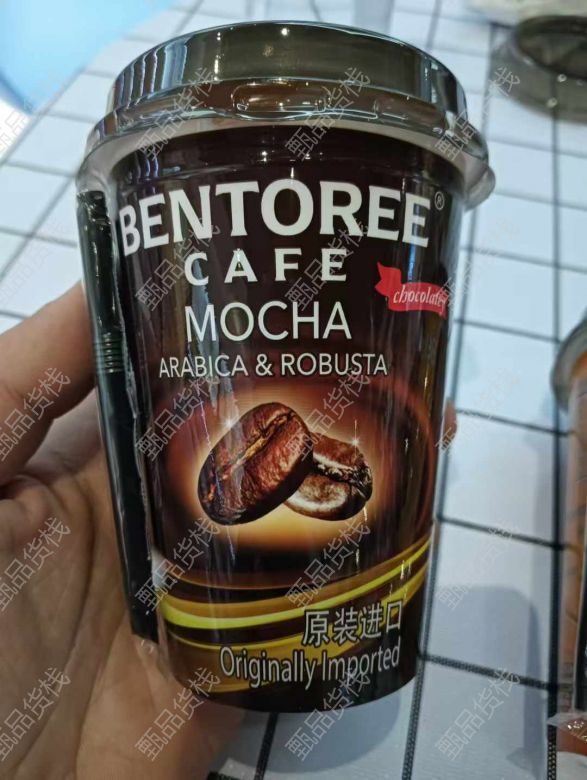 BENTOREE®
CAFE
chocolate
MOCHA
ARABICA & ROBUSTA
原装进口
Originally Imported
甄品货栈